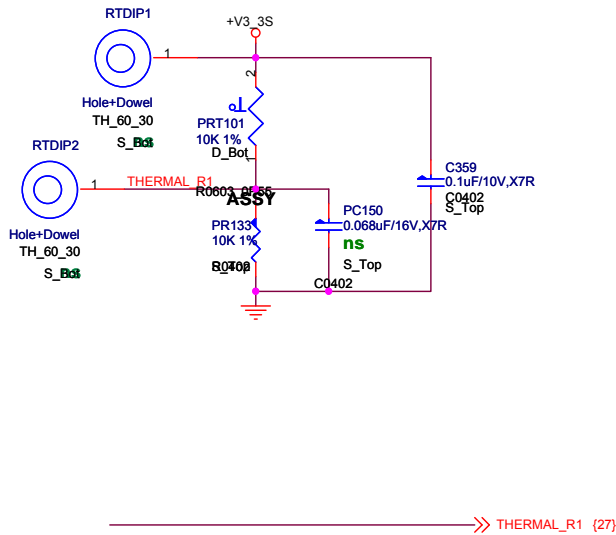 RTDIP1
+V3_3S
1
2
Hole+Dowel
TH_60_30
PRT101
10K 1%
D_Bot
RTDIP2
1
C359
0.1uF/10V,X7R
C0402
S_Top
1
THERMAL_R1
ASSY
PC150
0.068uF/16V,X7R
ns
PR133
10K 1%
Hole+Dowel
TH_60_30
S_Top
C0402
THERMAL_R1 {27}